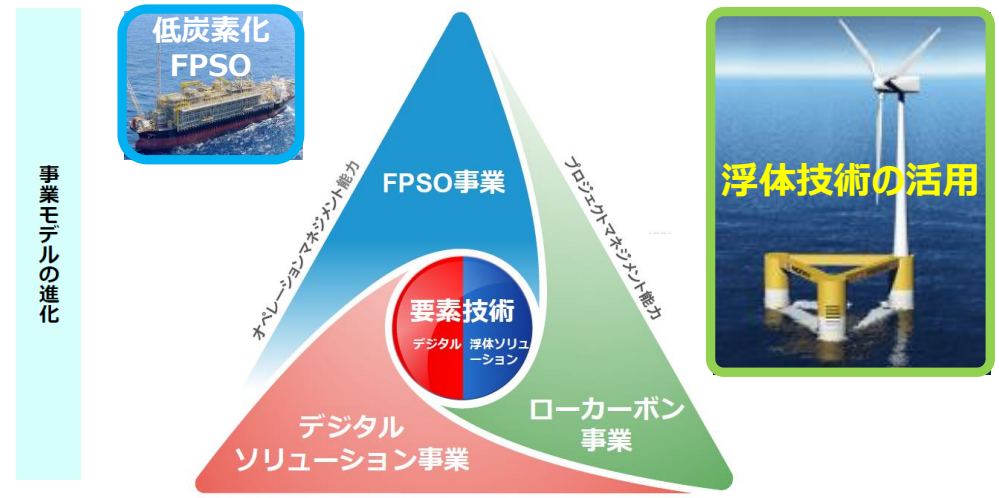 事業モデルの進化
低炭素化
FPSO
オペレーションマネジメント能力
FPSO事業
プロジェクトマネジメント能力
浮体技術の活用
要素技術
デジタル
浮体ソリュ
ーション
デジタル
ソリューション事業
ローカーボン
事業